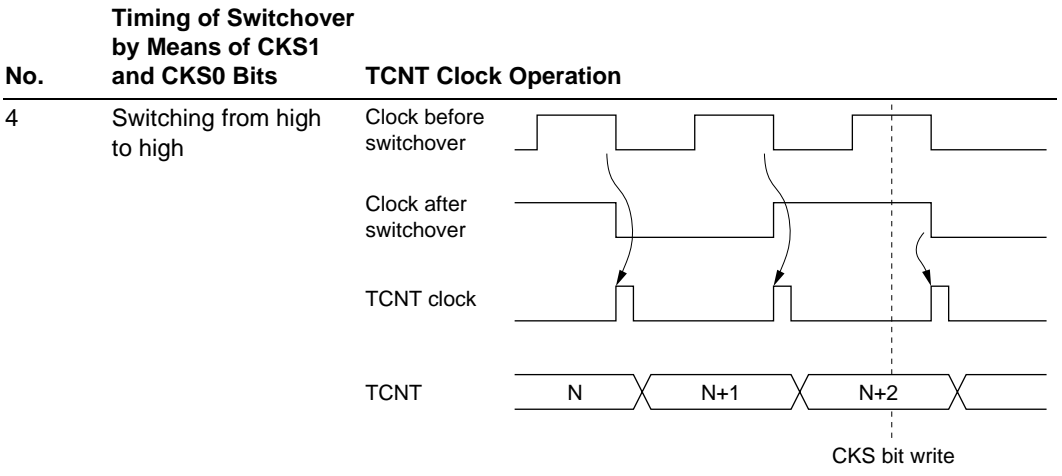 No.
Timing of Switchover
by Means of CKS1
and CKS0 Bits
TCNT Clock Operation
4
Switching from high
to high
Clock before
switchover
Clock after
switchover
TCNT clock
TCNT
N
N+1
N+2
CKS bit write